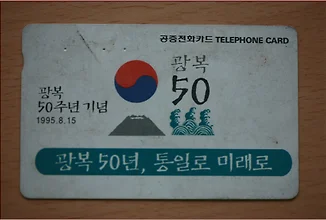 공중전화카드 TELEPHONE CARD
광복
50
광복
50주년 기념
1995.8.15
광복 50년, 통일로 미래로